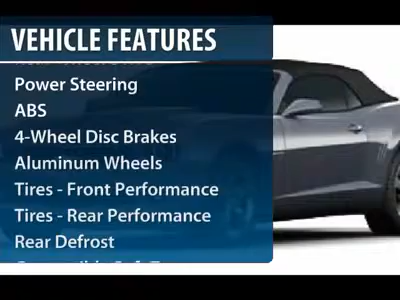 VEHICLE FEATURES
Power Steering
ABS
4-Wheel Disc Brakes
Aluminum Wheels
Tires - Front Performance
Tires - Rear Performance
Rear Defrost